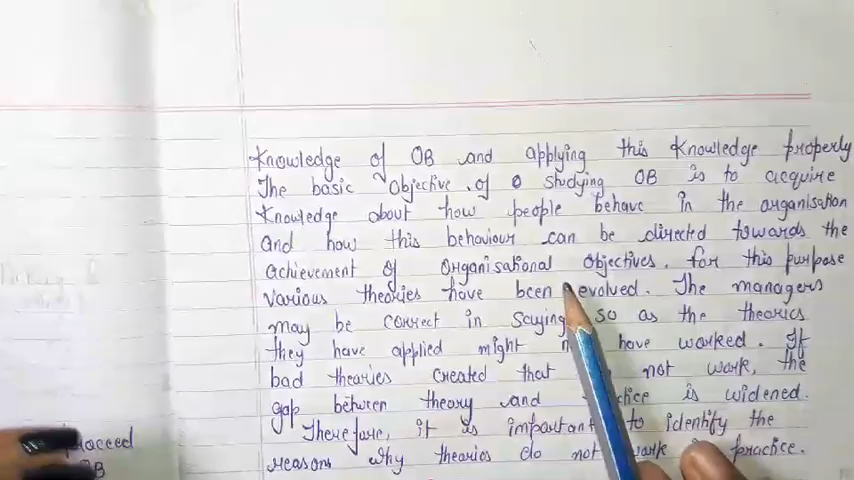 Knowledge of OB and applying this knowledge properly
The basic objective of studying OB is to acquire
knowledge about how people behave in the organisation
and how this behaviour can be directed towards the
achievement of organisational objectives. for this purpose
various theories have been evolved. The managers
may be correct in saying so as the theories
they have applied might have worked. If
bad theories created that not work, the
gap between theory and is widened.
Therefore, it is important to identify the
reasons why theories do not work practice.
OB